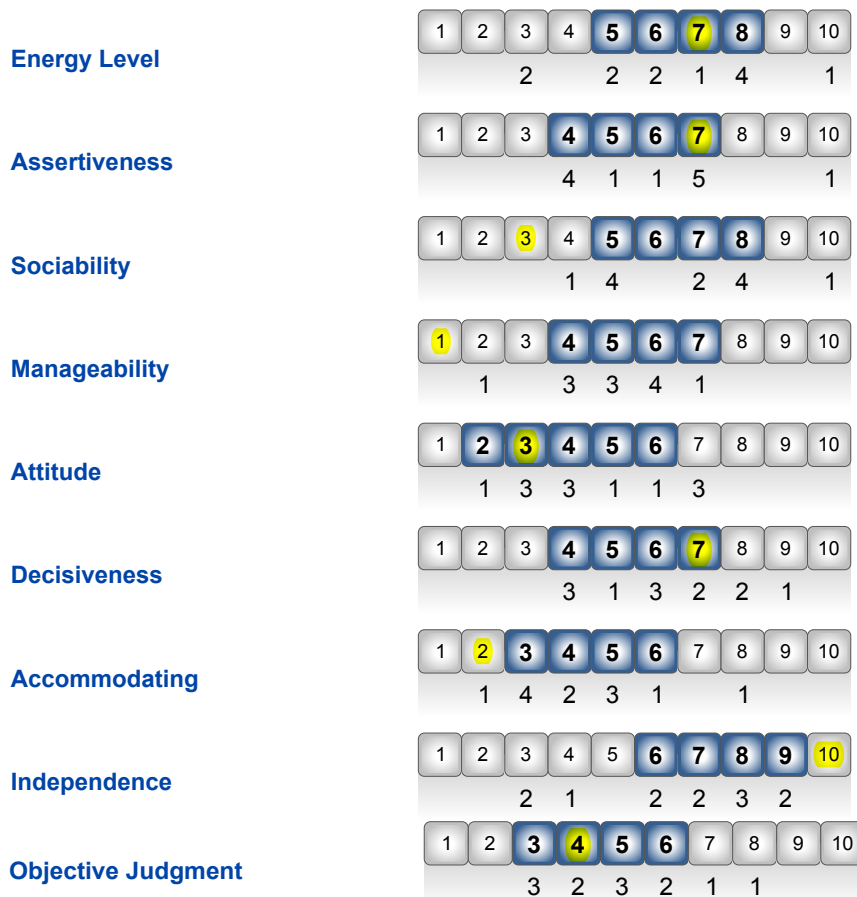 1 2 3 4 5 6 7 8 9 10
Energy Level
2 2 2 1 4 1
1 2 3 4 5 6 7 8 9 10
Assertiveness
4 1 1 5 1
1 2 3 4 5 6 7 8 9 10
Sociability
1 4 2 4 1
1 2 3 4 5 6 7 8 9 10
Manageability
1 3 3 4 1
1 2 3 4 5 6 7 8 9 10
Attitude
1 3 3 1 1 3
1 2 3 4 5 6 7 8 9 10
Decisiveness
3 1 3 2 2 1
1 2 3 4 5 6 7 8 9 10
Accommodating
1 4 2 3 1 1
1 2 3 4 5 6 7 8 9 10
Independence
2 1 2 2 3 2
1 2 3 4 5 6 7 8 9 10
Objective Judgment
3 2 3 2 1 1